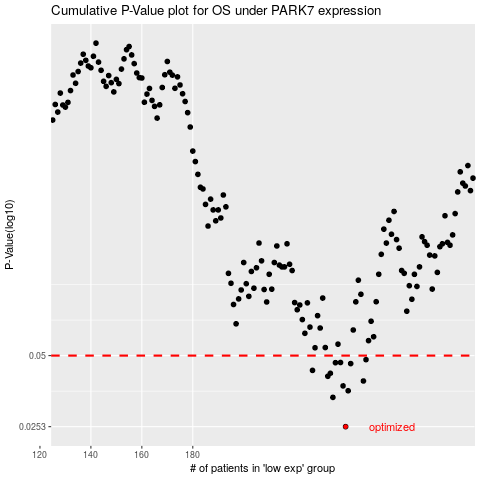 Cumulative P-Value plot for OS under PARK7 expression
P-Value(log10)
0.05
0.0253
optimized
120 140 160 180
# of patients in 'low exp' group